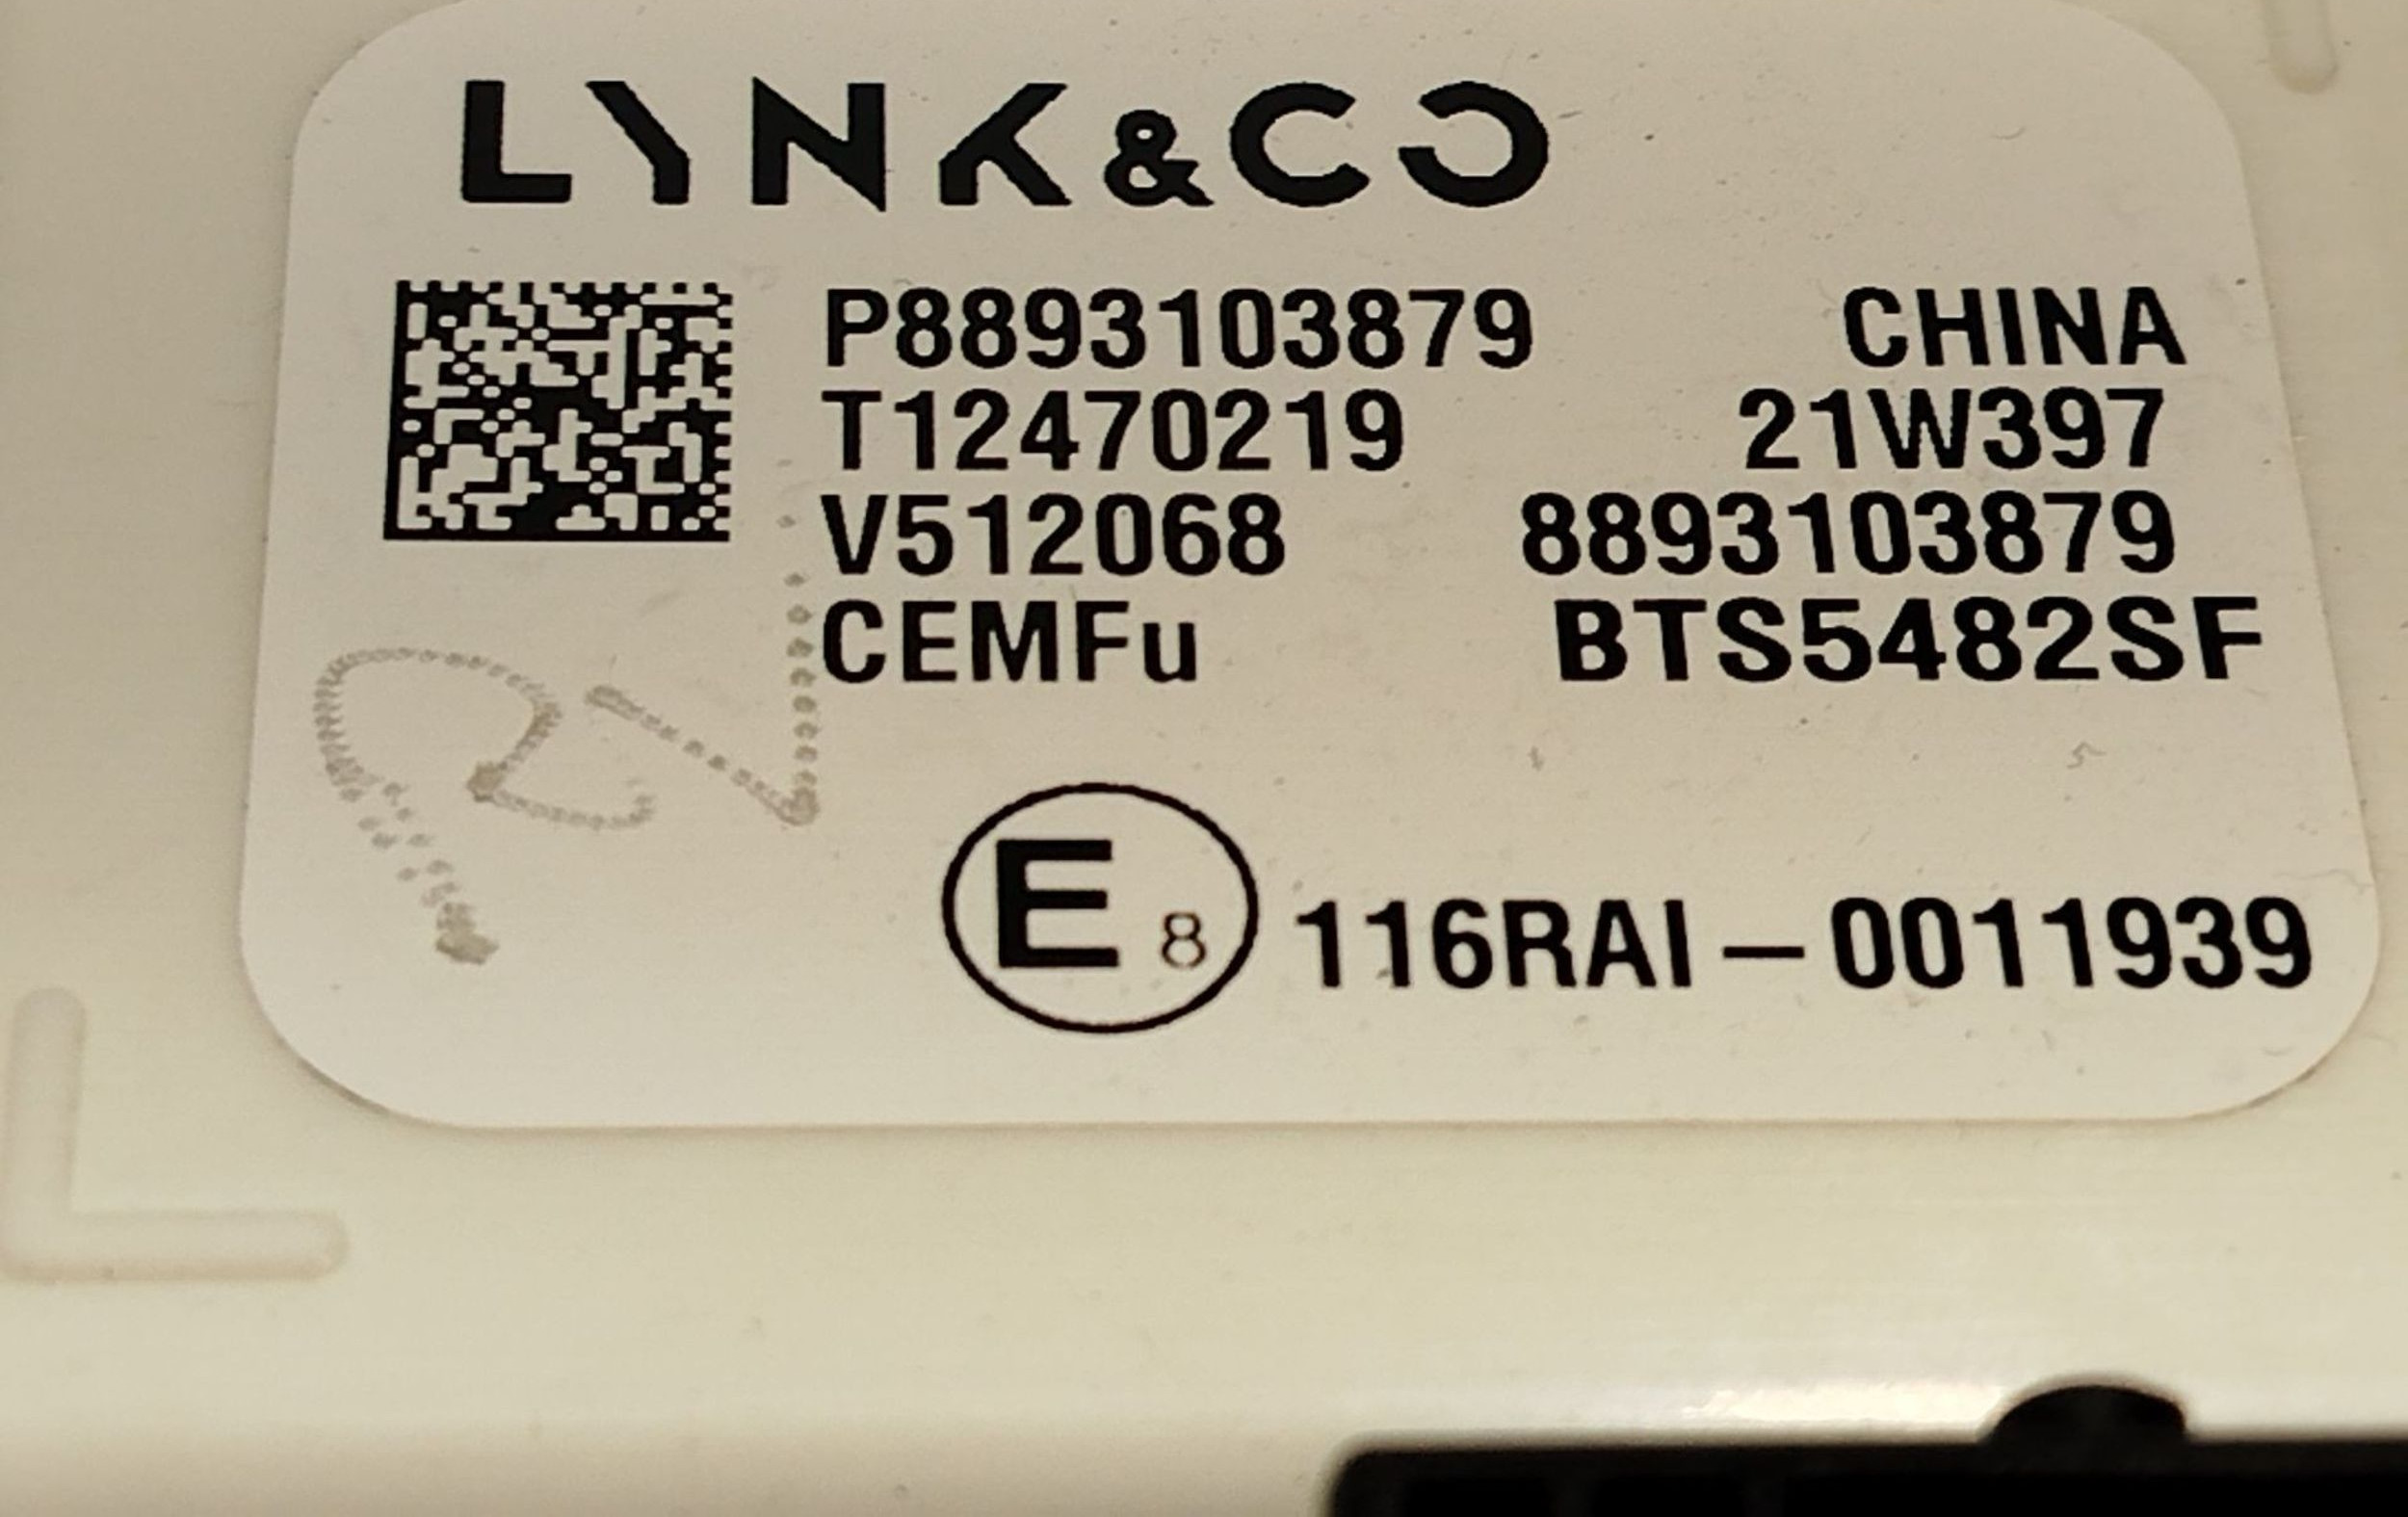 LYNK&CO
P8893103879 CHINA
T12470219 21W397
V512068 8893103879
CEMFu BTS5482SF
E8 116RAI-0011939